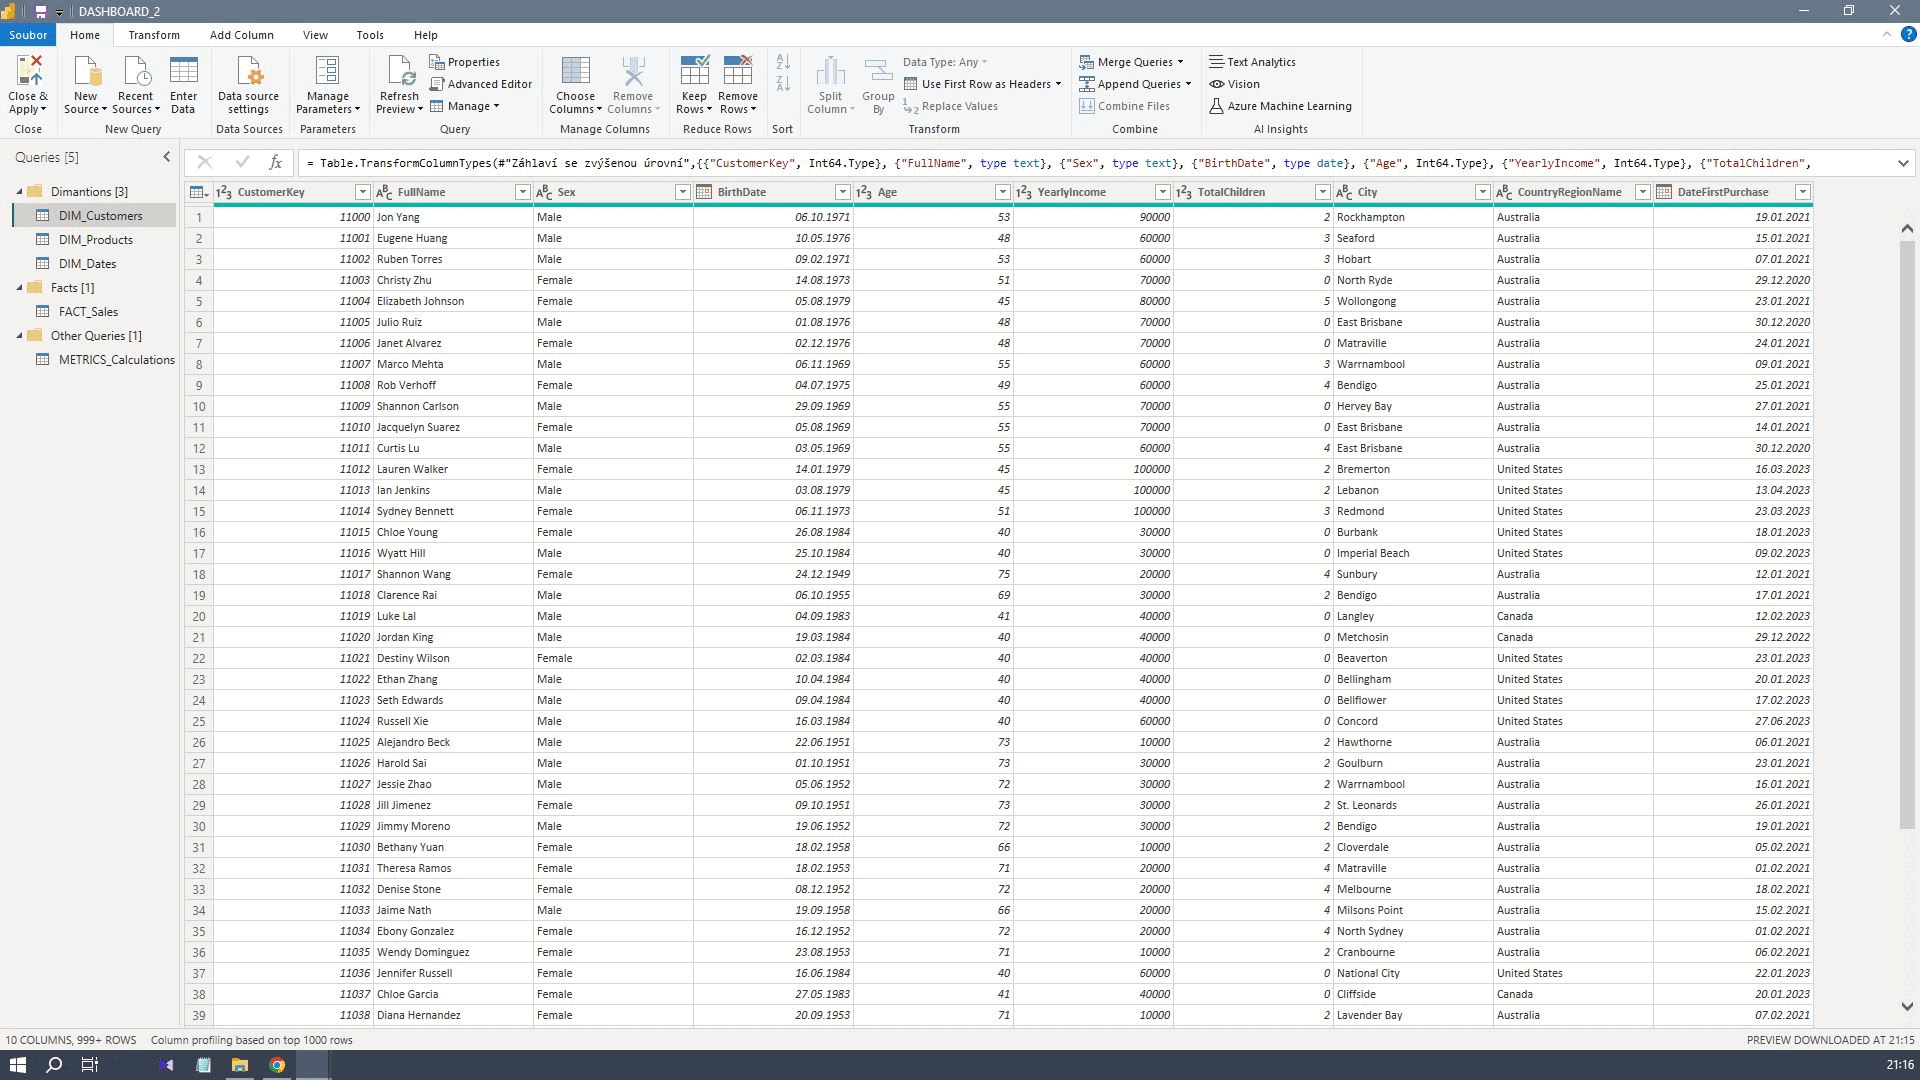 DASHBOARD_2
Soubor Home Transform Add Column View Tools Help
Close & Apply New Source Recent Sources Enter Data Data source settings Manage Parameters Refresh Preview Properties Advanced Editor Manage Choose Columns Remove Columns Keep Rows Remove Rows Split Column Group By Data Type: Any Use First Row as Headers Replace Values Merge Queries Append Queries Combine Files Text Analytics Vision Azure Machine Learning
Close New Query Data Sources Parameters Query Manage Columns Reduce Rows Sort Transform Combine AI Insights
Queries [5]
Dimantions [3]
DIM_Customers
DIM_Products
DIM_Dates
Facts [1]
FACT_Sales
Other Queries [1]
METRICS_Calculations
fx = Table.TransformColumnTypes(#"Záhlaví se zvýšenou úrovní",{{"CustomerKey", Int64.Type}, {"FullName", type text}, {"Sex", type text}, {"BirthDate", type date}, {"Age", Int64.Type}, {"YearlyIncome", Int64.Type}, {"TotalChildren",
CustomerKey FullName Sex BirthDate Age YearlyIncome TotalChildren City CountryRegionName DateFirstPurchase
1 11000 Jon Yang Male 06.10.1971 53 90000 2 Rockhampton Australia 19.01.2021
2 11001 Eugene Huang Male 10.05.1976 48 60000 3 Seaford Australia 15.01.2021
3 11002 Ruben Torres Male 09.02.1971 53 60000 3 Hobart Australia 07.01.2021
4 11003 Christy Zhu Female 14.08.1973 51 70000 0 North Ryde Australia 29.12.2020
5 11004 Elizabeth Johnson Female 05.08.1979 45 80000 5 Wollongong Australia 23.01.2021
6 11005 Julio Ruiz Male 01.08.1976 48 70000 0 East Brisbane Australia 30.12.2020
7 11006 Janet Alvarez Female 02.12.1976 48 70000 0 Matraville Australia 24.01.2021
8 11007 Marco Mehta Male 06.11.1969 55 60000 3 Warrnambool Australia 09.01.2021
9 11008 Rob Verhoff Female 04.07.1975 49 60000 4 Bendigo Australia 25.01.2021
10 11009 Shannon Carlson Male 29.09.1969 55 70000 0 Hervey Bay Australia 27.01.2021
11 11010 Jacquelyn Suarez Female 05.08.1969 55 70000 0 East Brisbane Australia 14.01.2021
12 11011 Curtis Lu Male 03.05.1969 55 60000 4 East Brisbane Australia 30.12.2020
13 11012 Lauren Walker Female 14.01.1979 45 100000 2 Bremerton United States 16.03.2023
14 11013 Ian Jenkins Male 03.08.1979 45 100000 2 Lebanon United States 13.04.2023
15 11014 Sydney Bennett Female 06.11.1973 51 100000 3 Redmond United States 23.03.2023
16 11015 Chloe Young Female 26.08.1984 40 30000 0 Burbank United States 18.01.2023
17 11016 Wyatt Hill Male 25.10.1984 40 30000 0 Imperial Beach United States 09.02.2023
18 11017 Shannon Wang Female 24.12.1949 75 20000 4 Sunbury Australia 12.01.2021
19 11018 Clarence Rai Male 06.10.1955 69 30000 2 Bendigo Australia 17.01.2021
20 11019 Luke Lal Male 04.09.1983 41 40000 0 Langley Canada 12.02.2023
21 11020 Jordan King Male 19.03.1984 40 40000 0 Metchosin Canada 29.12.2022
22 11021 Destiny Wilson Female 02.03.1984 40 40000 0 Beaverton United States 23.01.2023
23 11022 Ethan Zhang Male 10.04.1984 40 40000 0 Bellingham United States 20.01.2023
24 11023 Seth Edwards Male 09.04.1984 40 40000 0 Bellflower United States 17.02.2023
25 11024 Russell Xie Male 16.03.1984 40 60000 0 Concord United States 27.06.2023
26 11025 Alejandro Beck Male 22.06.1951 73 10000 2 Hawthorne Australia 06.01.2021
27 11026 Harold Sai Male 01.10.1951 73 30000 2 Goulburn Australia 23.01.2021
28 11027 Jessie Zhao Male 05.06.1952 72 30000 2 Warrnambool Australia 16.01.2021
29 11028 Jill Jimenez Female 09.10.1951 73 30000 2 St. Leonards Australia 26.01.2021
30 11029 Jimmy Moreno Male 19.06.1952 72 30000 2 Bendigo Australia 19.01.2021
31 11030 Bethany Yuan Female 18.02.1958 66 10000 2 Cloverdale Australia 05.02.2021
32 11031 Theresa Ramos Female 18.02.1953 71 20000 4 Matraville Australia 01.02.2021
33 11032 Denise Stone Female 08.12.1952 72 20000 4 Melbourne Australia 18.02.2021
34 11033 Jaime Nath Male 19.09.1958 66 20000 4 Milsons Point Australia 15.02.2021
35 11034 Ebony Gonzalez Female 16.12.1952 72 20000 4 North Sydney Australia 01.02.2021
36 11035 Wendy Dominguez Female 23.08.1953 71 10000 2 Cranbourne Australia 06.02.2021
37 11036 Jennifer Russell Female 16.06.1984 40 60000 0 National City United States 22.01.2023
38 11037 Chloe Garcia Female 27.05.1983 41 40000 0 Cliffside Canada 20.01.2023
39 11038 Diana Hernandez Female 20.09.1953 71 10000 2 Lavender Bay Australia 07.02.2021
10 COLUMNS, 999+ ROWS Column profiling based on top 1000 rows PREVIEW DOWNLOADED AT 21:15
21:16